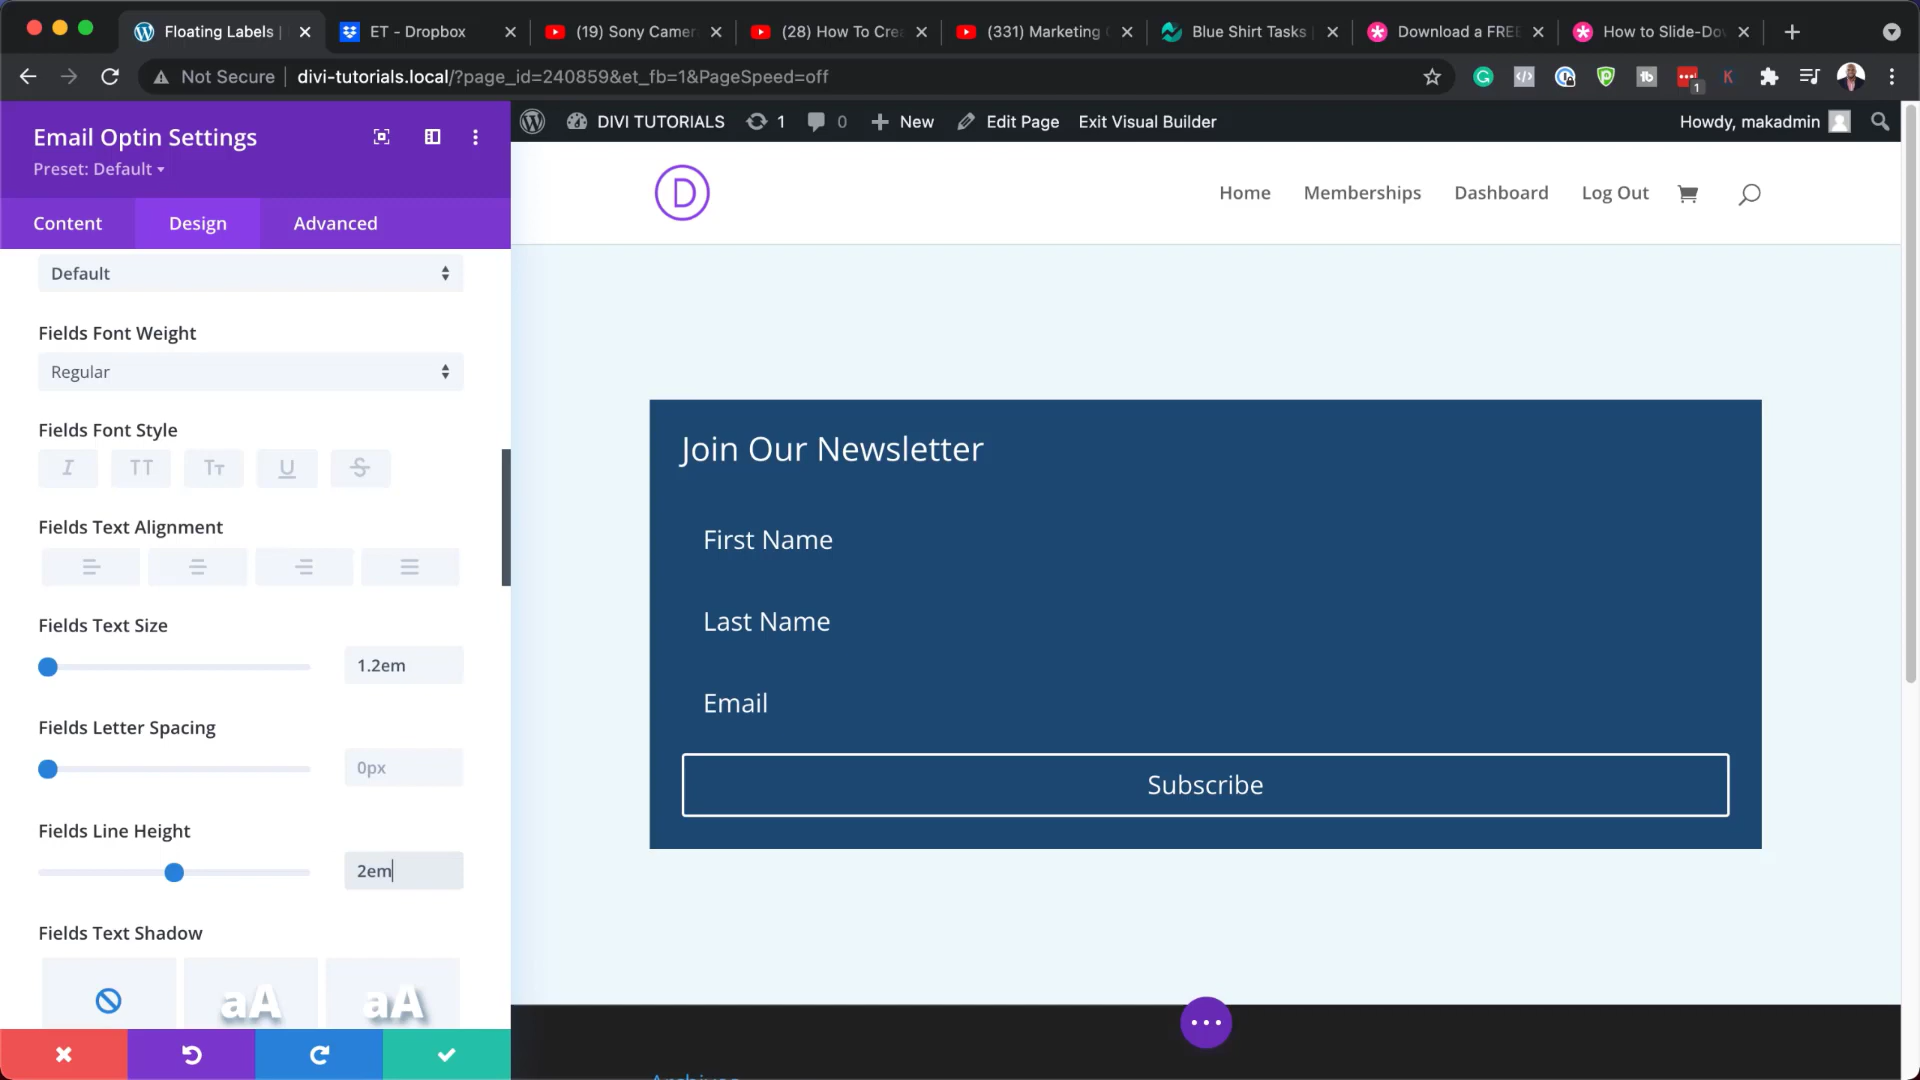 Floating Labels |
ET - Dropbox
(19) Sony Camer
(28) How To Cre
(331) Marketing
Blue Shirt Tasks
Download a FREE
How to Slide-Do
Not Secure
divi-tutorials.local/?page_id=240859&et_fb=1&PageSpeed=off
1
Email Optin Settings
Preset: Default
Content
Design
Advanced
DIVI TUTORIALS
1
0
New
Edit Page
Exit Visual Builder
Howdy, makadmin
D
Home
Memberships
Dashboard
Log Out
Default
Fields Font Weight
Regular
Fields Font Style
I
TT
Tт
U
S
Fields Text Alignment
Fields Text Size
1.2em
Fields Letter Spacing
0px
Fields Line Height
2em
Fields Text Shadow
aA
aA
Join Our Newsletter
First Name
Last Name
Email
Subscribe